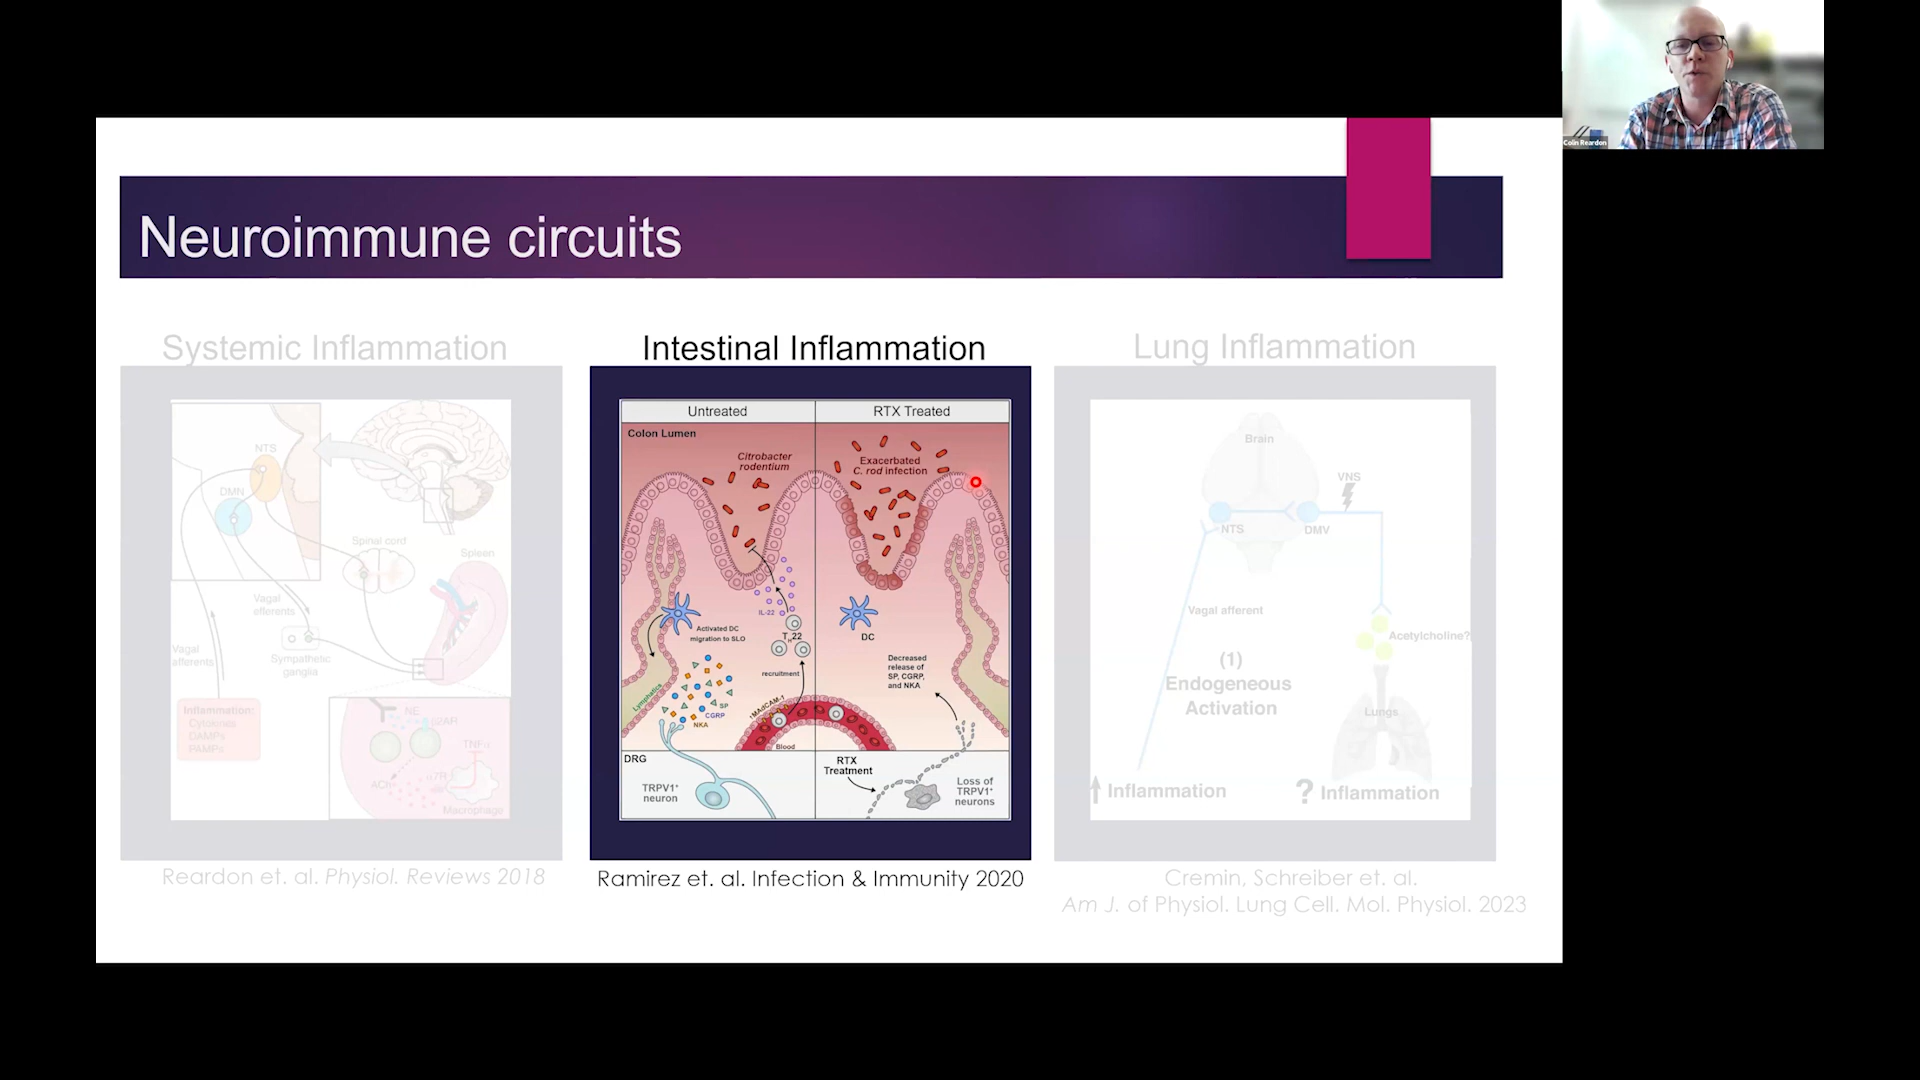 Colin Reardon
Neuroimmune circuits
Systemic Inflammation
NTS
DMN
Spinal cord
Spleen
Vagal
efferents
Vagal
afferents
Sympathetic
ganglia
Inflammation:
Cytokines
DAMPs
PAMPs
NE
β2AR
TNFα
ACh
α7R
Macrophage
Reardon et. al. Physiol. Reviews 2018
Intestinal Inflammation
Untreated
RTX Treated
Colon Lumen
Citrobacter
rodentium
Exacerbated
C. rod infection
IL-22
Activated DC
migration to SLO
TH22
DC
recruitment
Decreased
release of
SP, CGRP,
and NKA
Lymphatics
SP
CGRP
NKA
↑MAdCAM-1
Blood
DRG
TRPV1+
neuron
RTX
Treatment
Loss of
TRPV1+
neurons
Ramirez et. al. Infection & Immunity 2020
Lung Inflammation
Brain
VNS
NTS
DMV
Vagal afferent
Acetylcholine?
(1)
Endogeneous
Activation
Lungs
Inflammation
? Inflammation
Cremin, Schreiber et. al.
Am J. of Physiol. Lung Cell. Mol. Physiol. 2023